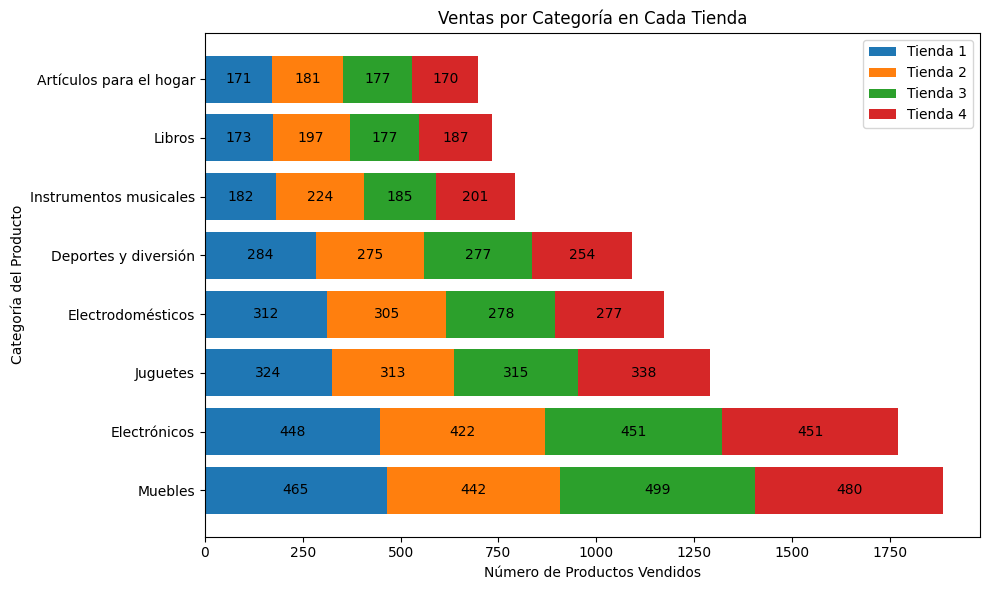 Ventas por Categoría en Cada Tienda
Tienda 1
Tienda 2
Tienda 3
Tienda 4
Categoría del Producto
Artículos para el hogar 171 181 177 170
Libros 173 197 177 187
Instrumentos musicales 182 224 185 201
Deportes y diversión 284 275 277 254
Electrodomésticos 312 305 278 277
Juguetes 324 313 315 338
Electrónicos 448 422 451 451
Muebles 465 442 499 480
0 250 500 750 1000 1250 1500 1750
Número de Productos Vendidos